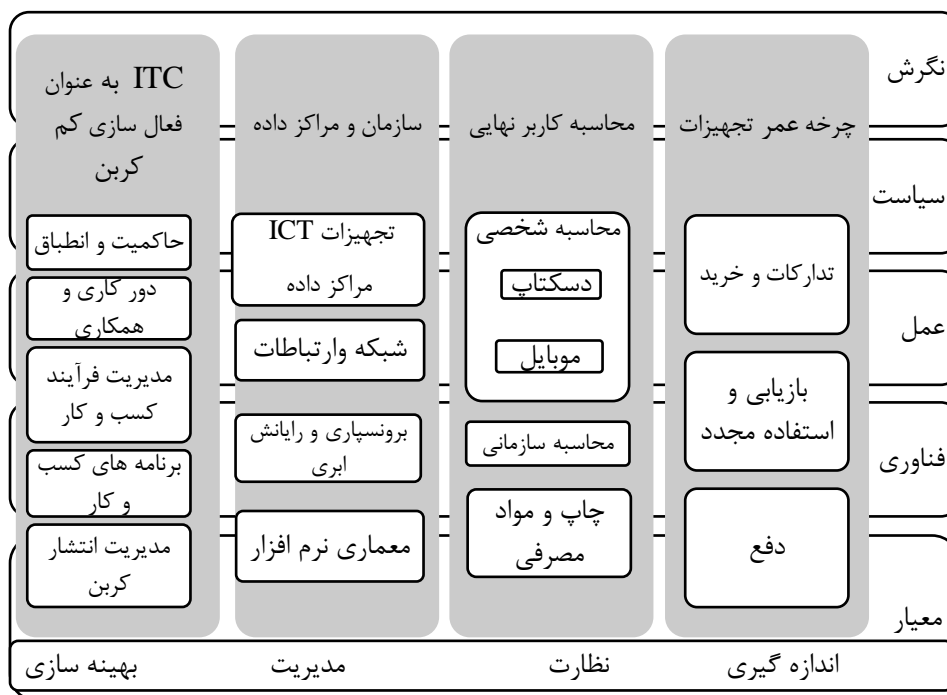 نگرش
سیاست
عمل
فناوری
معیار
چرخه عمر تجهیزات
تدارکات و خرید
بازیابی و
استفاده مجدد
دفع
محاسبه کاربر نهایی
محاسبه شخصی
دسکتاپ
موبایل
محاسبه سازمانی
چاپ و مواد
مصرفی
سازمان و مراکز داده
تجهیزات ICT
مراکز داده
شبکه وارتباطات
برونسپاری و رایانش
ابری
معماری نرم افزار
ITC به عنوان
فعال سازی کم
کربن
حاکمیت و انطباق
دور کاری و
همکاری
مدیریت فرآیند
کسب و کار
برنامه های کسب
و کار
مدیریت انتشار
کربن
اندازه گیری
نظارت
مدیریت
بهینه سازی